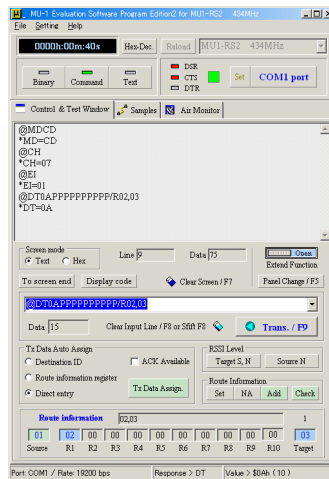 MU-1 Evaluation Software Program Edition2 for MU1-RS2 434MHz
File Setting Help
0000h:00m:40s Hex-Dec. Reload MU1-RS2 434MHz
Binary Command Text DSR CTS DTR Set COM1 port
Control & Test Window Samples Air Monitor
@MDCD
*MD=CD
@CH
*CH=07
@EI
*EI=01
@DT0APPPPPPPPPP/R02,03
*DT=0A
Screen mode
Text Hex Line 9 Data 75 Open
Extend Function
To screen end Display code Clear Screen / F7 Panel Change / F5
@DT0APPPPPPPPPP/R02,03
Data 15 Clear Input Line / F8 or Sfift F8 Trans. / F9
Tx Data Auto Assign
Destination ID ACK Available
Route information register
Direct entry Tx Data Assign.
RSSI Level
Target S, N Source N
Route Information
Set NA Add Check
Route information 02,03 1
01 02 00 00 00 00 00 00 00 00 00 03
Source R1 R2 R3 R4 R5 R6 R7 R8 R9 R10 Target
Port: COM1 / Rate: 19200 bps Response > DT Value > $0Ah ( 10 )